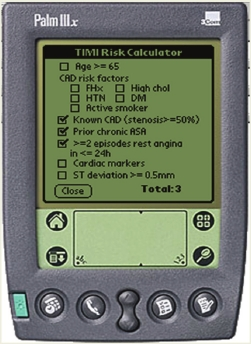 Palm IIIx
3Com
TIMI Risk Calculator
Age >= 65
CAD risk factors
FHx High chol
HTN DM
Active smoker
Known CAD (stenosis>=50%)
Prior chronic ASA
>=2 episodes rest angina
in <= 24h
Cardiac markers
ST deviation >= 0.5mm
Close Total:3